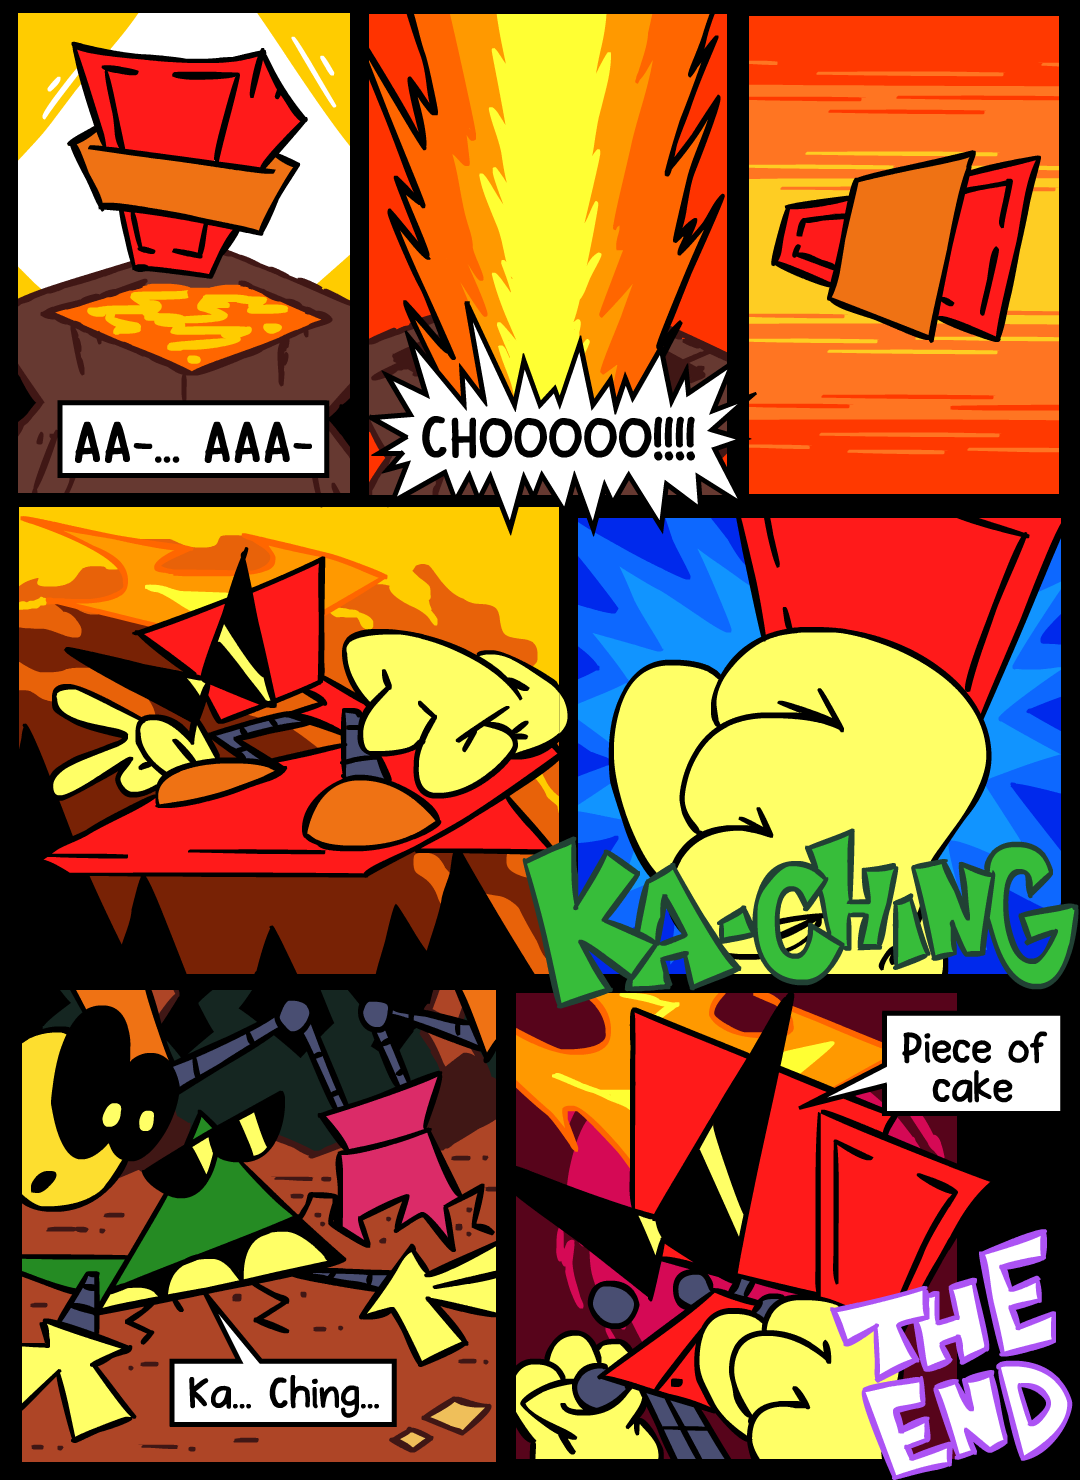 AA-... AAA-
CHOOOOO!!!!
KA-CHiNG
Ka... Ching...
Piece of
cake
THE
END